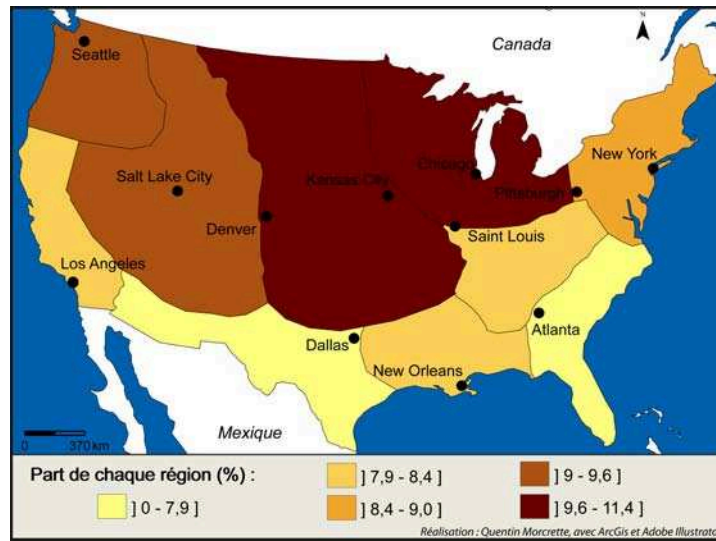 Canada
N
Seattle
New York
Chicago
Salt Lake City
Kensas City
Pittsburgh
Denver
Saint Louis
Los Angeles
Dallas
Atlanta
New Orleans
Mexique
0 370 km
Part de chaque région (%) :
] 0 - 7,9 ]
] 7,9 - 8,4 ]
] 8,4 - 9,0 ]
] 9 - 9,6 ]
] 9,6 - 11,4 ]
Réalisation : Quentin Morcrette, avec ArcGis et Adobe Illustrato